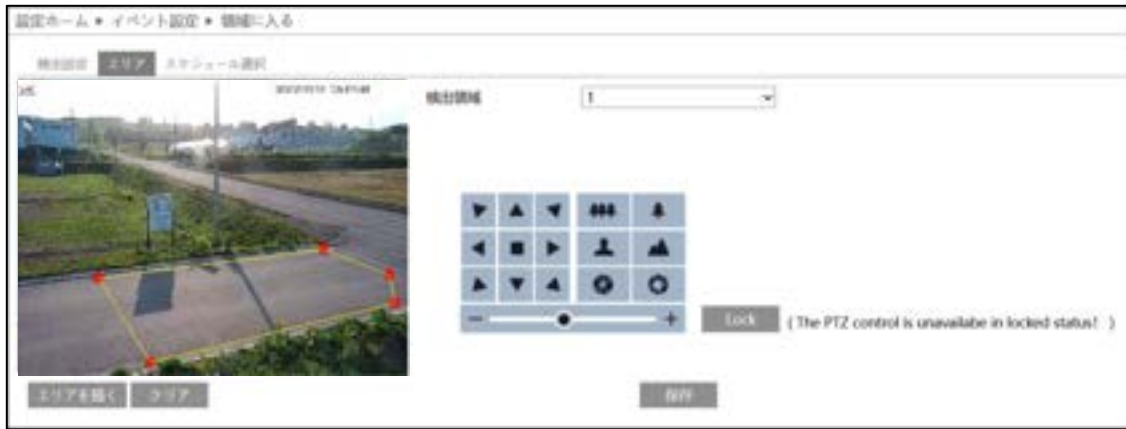 設定ホーム ▸ イベント設定 ▸ 領域に入る
検出設定 エリア スケジュール選択
検出領域 1
Lock (The PTZ control is unavailabe in locked status! )
エリアを描く クリア 保存